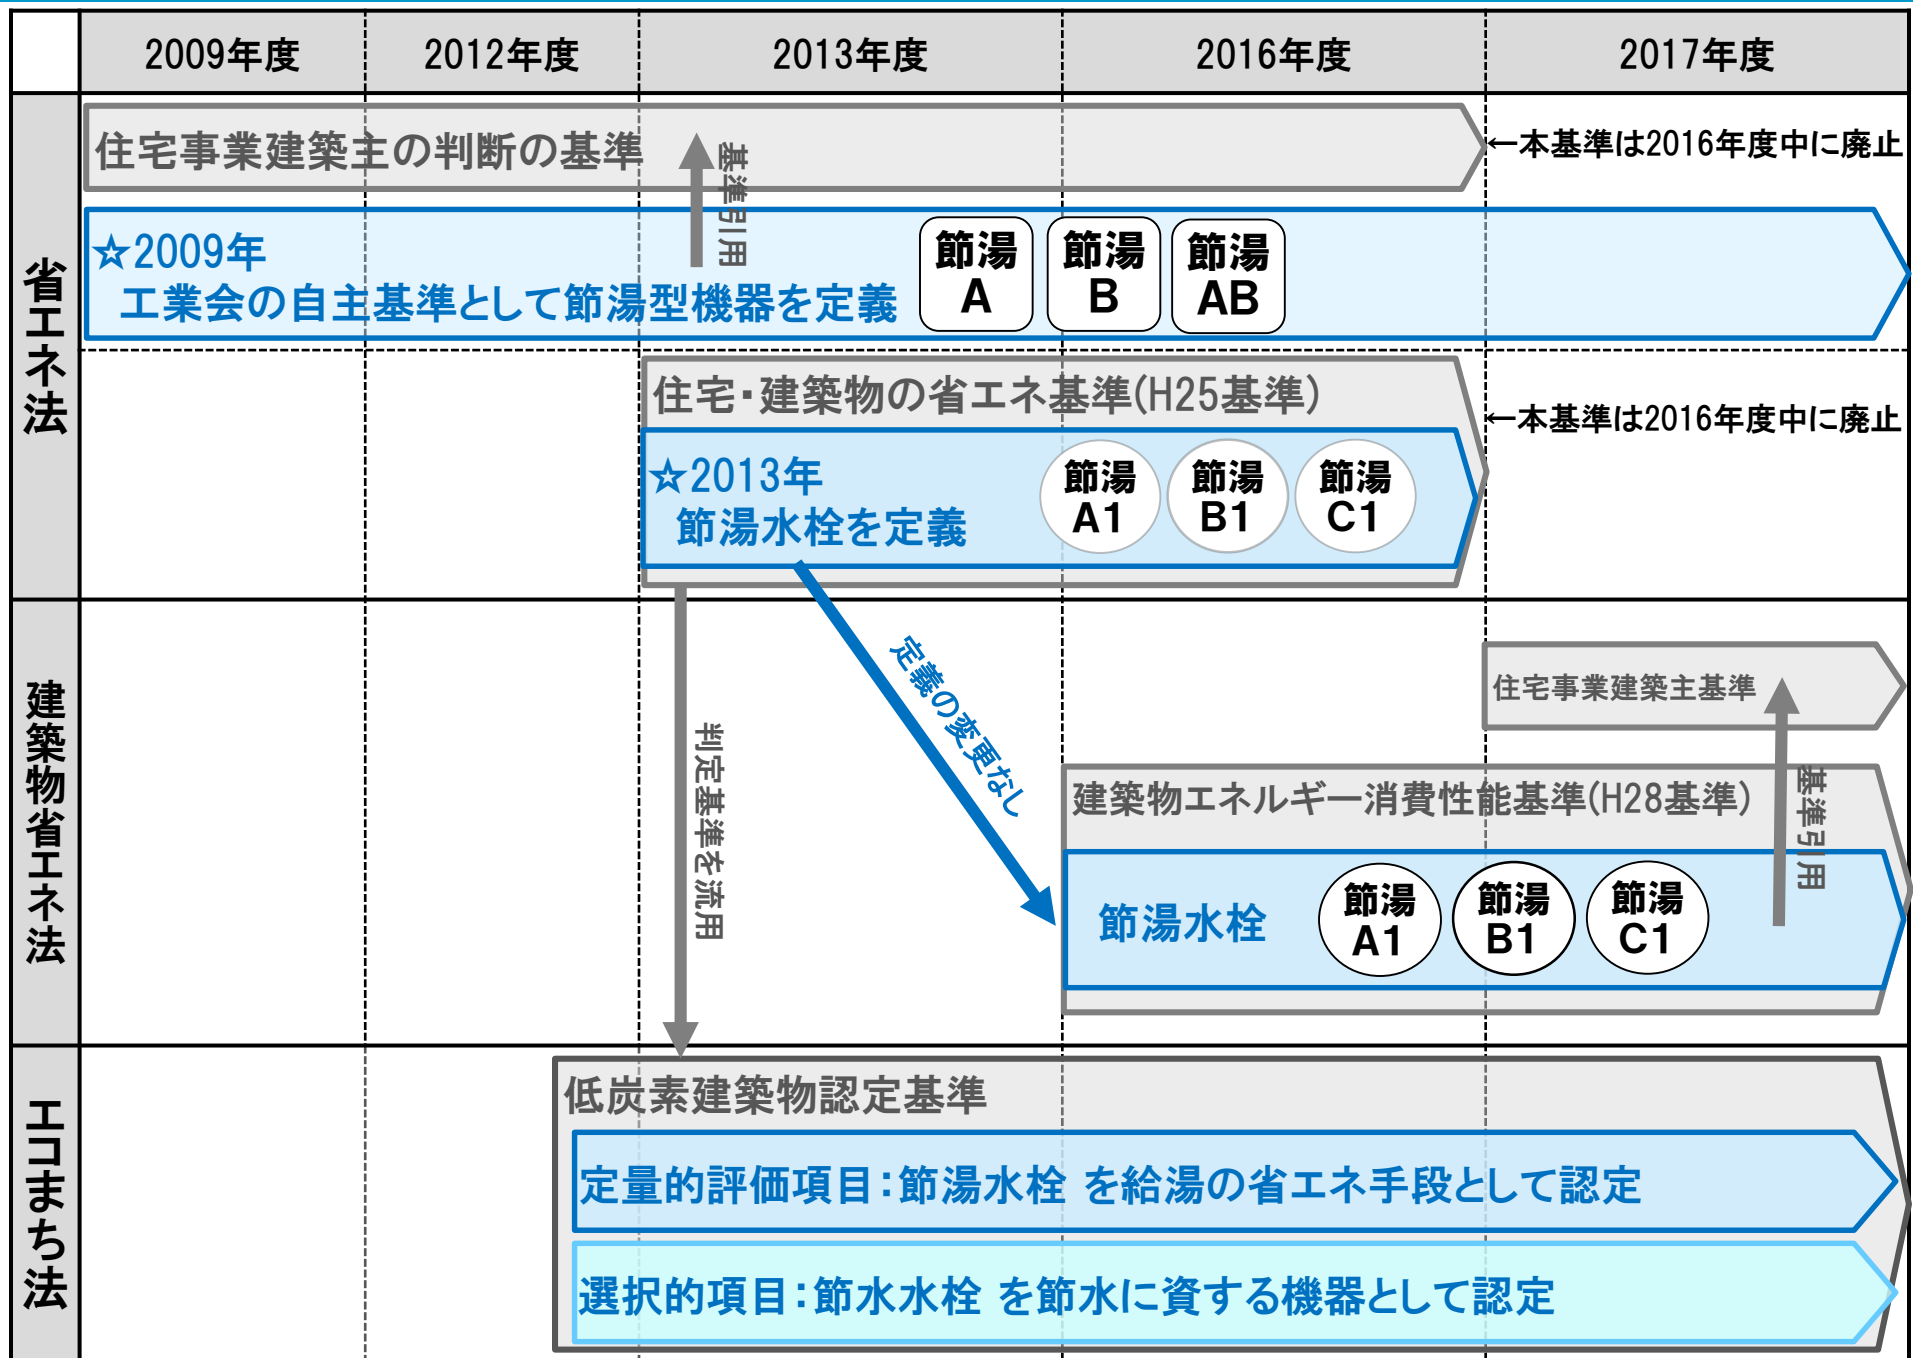 2009年度
2012年度
2013年度
2016年度
2017年度
省エネ法
住宅事業建築主の判断の基準
基準引用
←本基準は2016年度中に廃止
☆2009年
工業会の自主基準として節湯型機器を定義
節湯
A
節湯
B
節湯
AB
住宅・建築物の省エネ基準(H25基準)
←本基準は2016年度中に廃止
☆2013年
節湯水栓を定義
節湯
A1
節湯
B1
節湯
C1
建築物省エネ法
定義の変更なし
判定基準を流用
住宅事業建築主基準
建築物エネルギー消費性能基準(H28基準)
基準引用
節湯水栓
節湯
A1
節湯
B1
節湯
C1
エコまち法
低炭素建築物認定基準
定量的評価項目：節湯水栓 を給湯の省エネ手段として認定
選択的項目：節水水栓 を節水に資する機器として認定